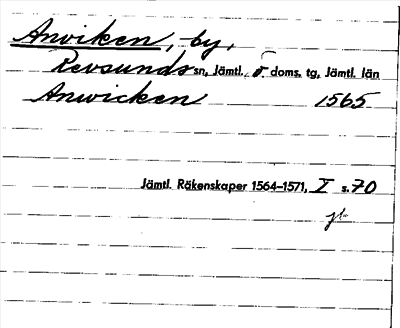 Anviken, by,
Revsunds sn, Jämtl. ö. doms. tg, Jämtl. län
Anwicken 1565
Jämtl. Räkenskaper 1564–1571, I s. 70